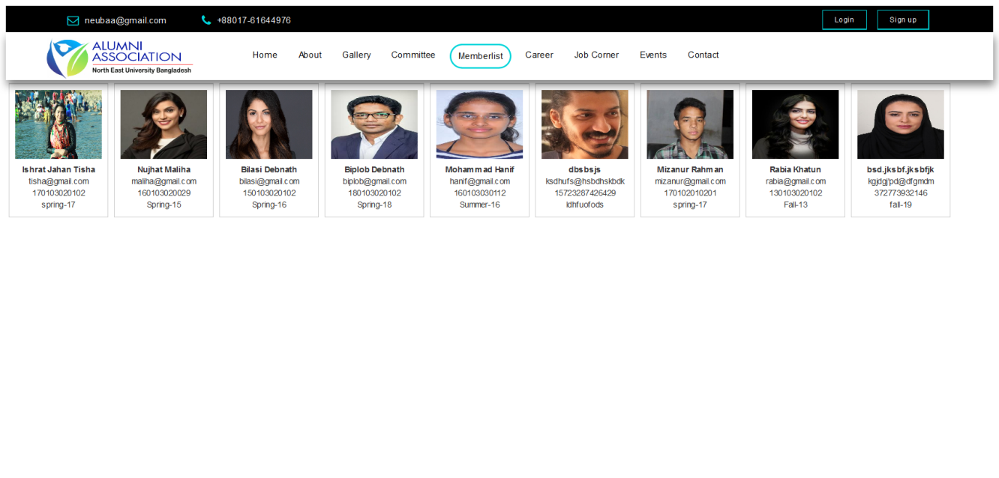 neubaa@gmail.com
+88017-61644976
Login
Sign up
ALUMNI
ASSOCIATION
North East University Bangladesh
Home
About
Gallery
Committee
Memberlist
Career
Job Corner
Events
Contact
Ishrat Jahan Tisha
tisha@gmail.com
170103020102
spring-17
Nujhat Maliha
maliha@gmail.com
160103020029
Spring-15
Bilasi Debnath
bilasi@gmail.com
150103020102
Spring-16
Biplob Debnath
biplob@gmail.com
180103020102
Spring-18
Mohammad Hanif
hanif@gmail.com
160103030112
Summer-16
dbsbsjs
ksdhufs@hsbdhskbdk
15723287426429
idhfuofods
Mizanur Rahman
mizanur@gmail.com
170102010201
spring-17
Rabia Khatun
rabia@gmail.com
130103020102
Fall-13
bsd.jksbf.jksbfjk
kgjdgj'pd@dfgmdm
372773932146
fall-19